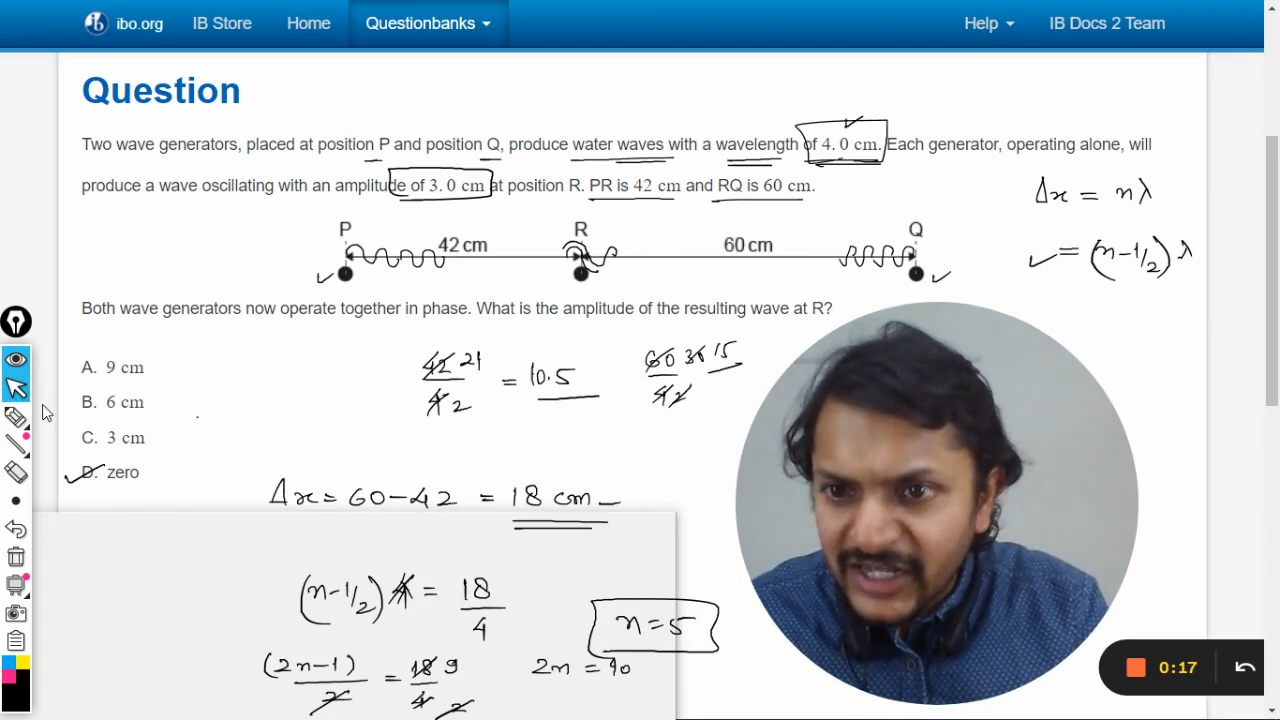 ibo.org IB Store Home Questionbanks Help IB Docs 2 Team
Question
Two wave generators, placed at position P and position Q, produce water waves with a wavelength of 4.0 cm. Each generator, operating alone, will
produce a wave oscillating with an amplitude of 3.0 cm at position R. PR is 42 cm and RQ is 60 cm.
Δx = nλ
= (n-1/2) λ
P R Q
42 cm 60 cm
Both wave generators now operate together in phase. What is the amplitude of the resulting wave at R?
A. 9 cm
B. 6 cm
C. 3 cm
D. zero
42 21
4 2
= 10.5
60 30 15
4 2
Δx = 60-42 = 18 cm
(n-1/2) 4 = 18
4
n=5
(2n-1) = 18 9
2 4 2
2n = 10
0:17